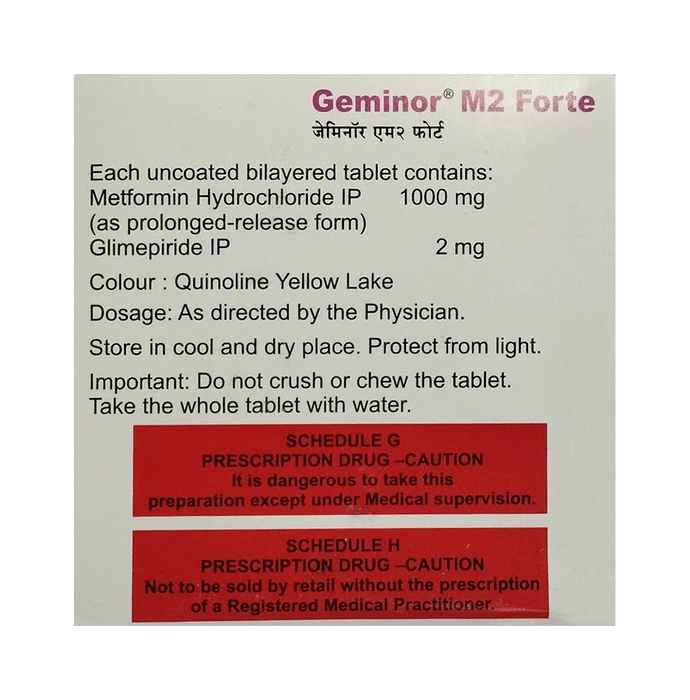 Geminor® M2 Forte
जेमिनॉर एम२ फोर्ट
Each uncoated bilayered tablet contains:
Metformin Hydrochloride IP 1000 mg
(as prolonged-release form)
Glimepiride IP 2 mg
Colour : Quinoline Yellow Lake
Dosage: As directed by the Physician.
Store in cool and dry place. Protect from light.
Important: Do not crush or chew the tablet.
Take the whole tablet with water.
SCHEDULE G
PRESCRIPTION DRUG –CAUTION
It is dangerous to take this
preparation except under Medical supervision.
SCHEDULE H
PRESCRIPTION DRUG –CAUTION
Not to be sold by retail without the prescription
of a Registered Medical Practitioner.